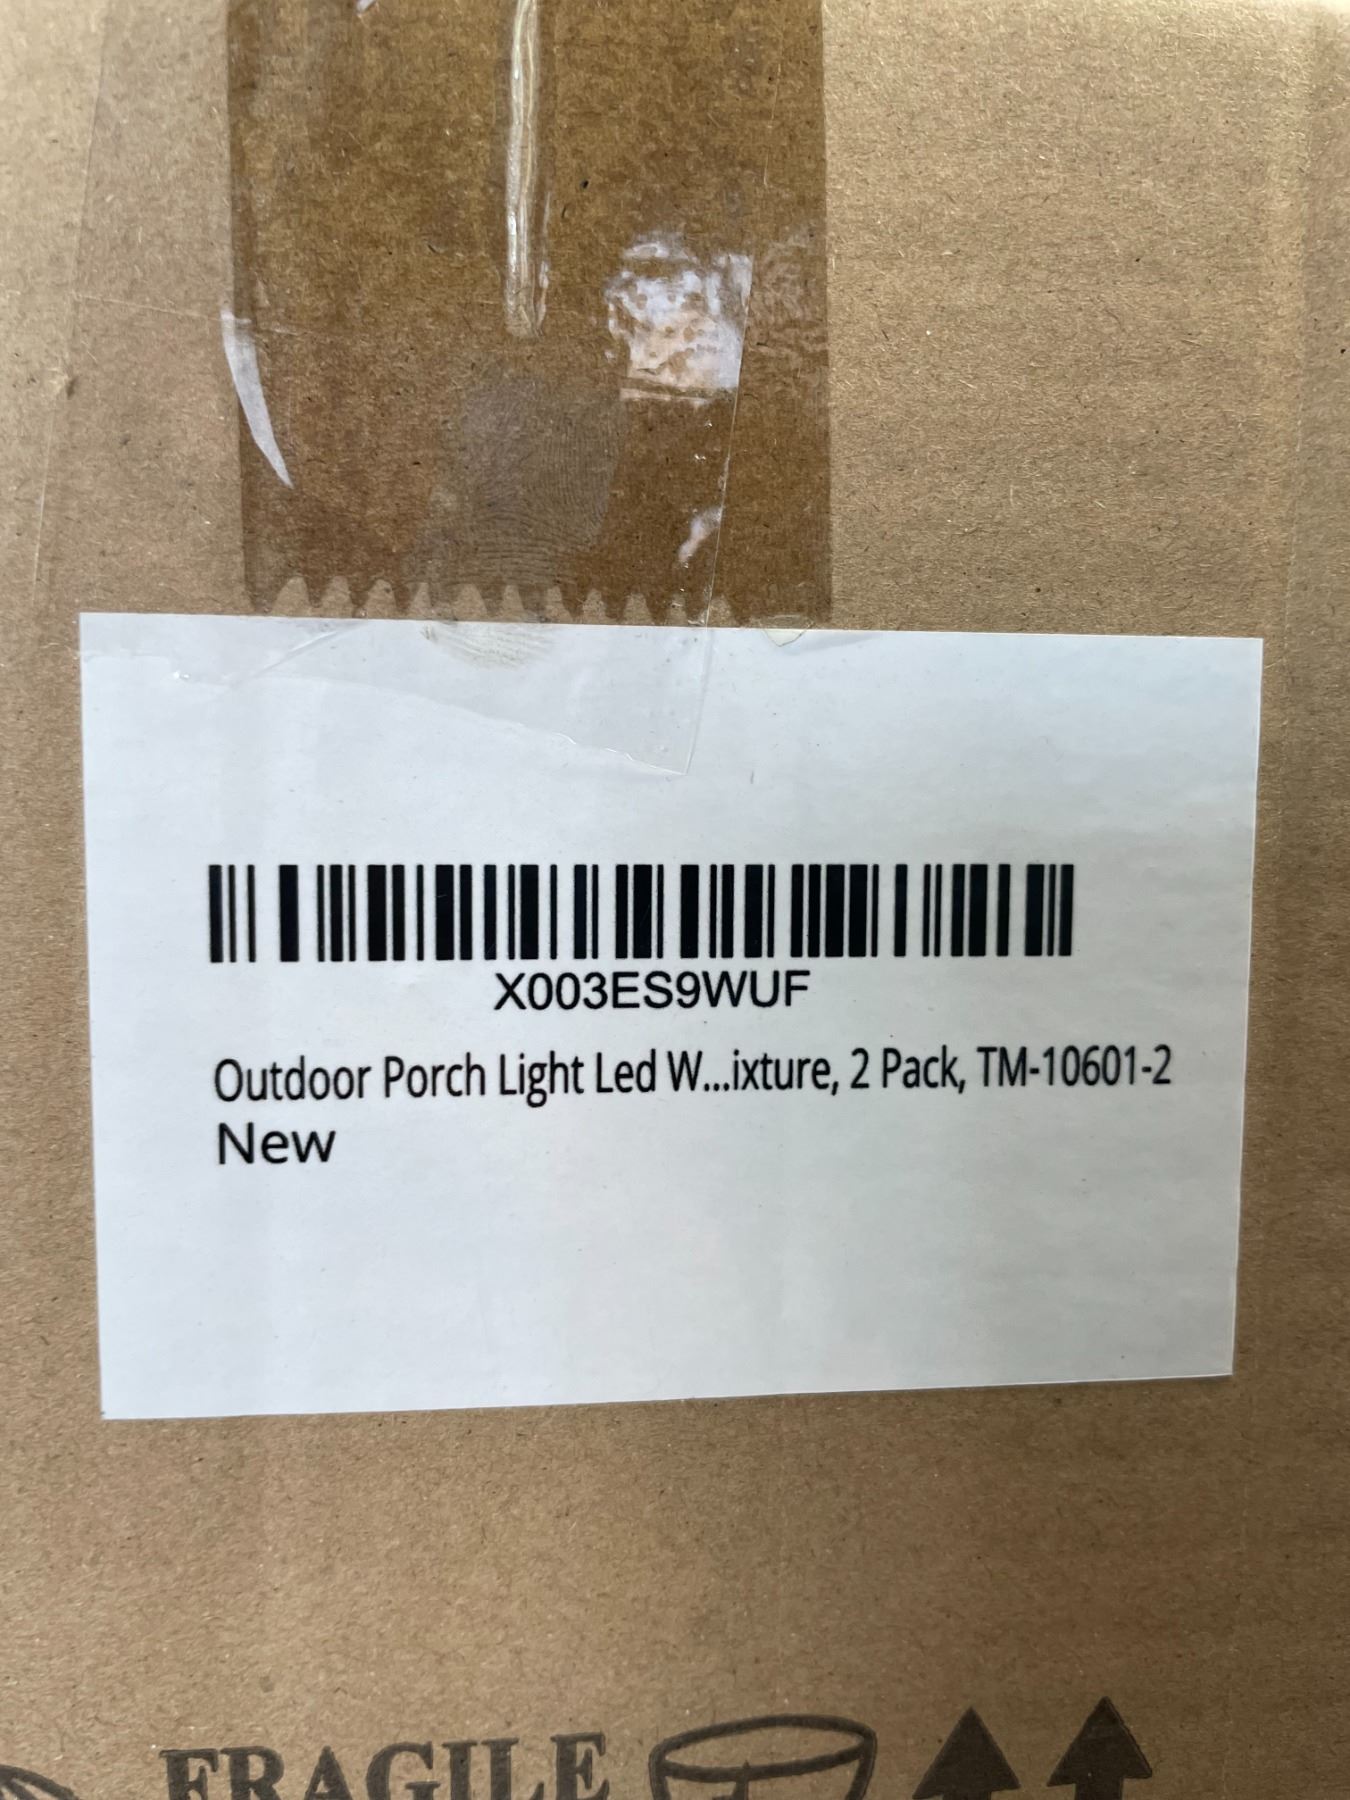 X003ES9WUF
Outdoor Porch Light Led W...ixture, 2 Pack, TM-10601-2
New
FRAGILE